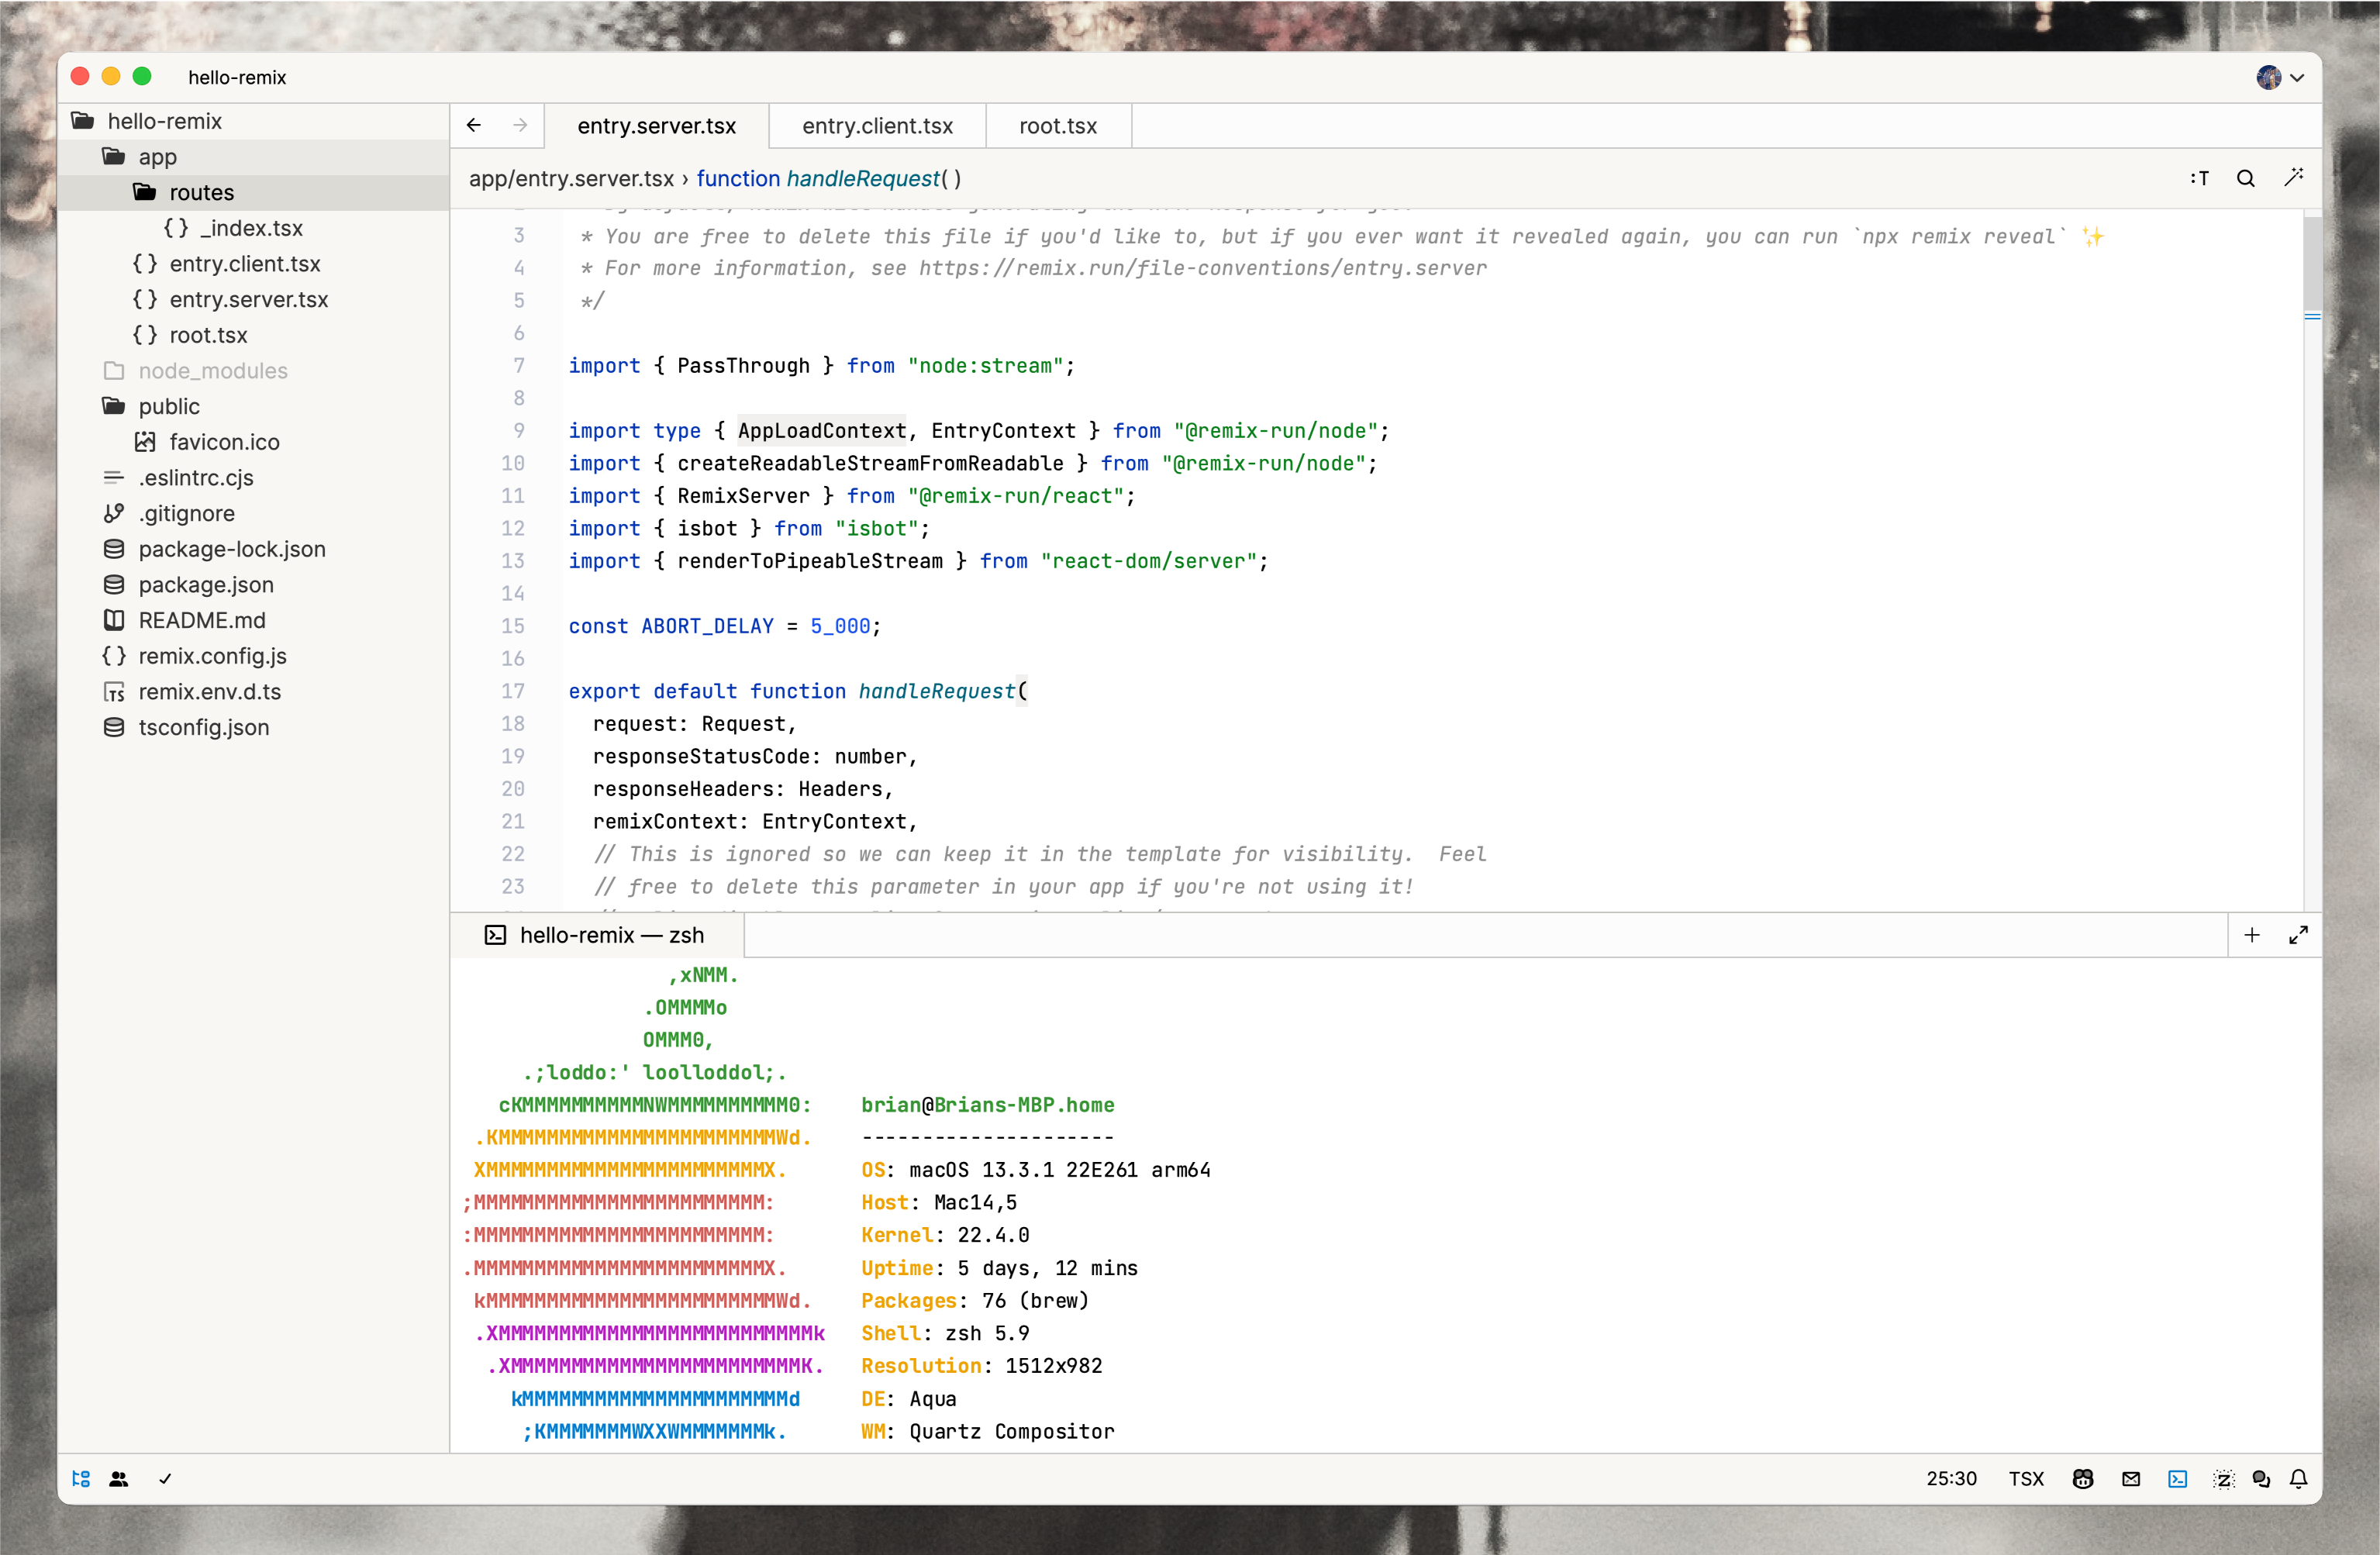 hello-remix
hello-remix
app
routes
_index.tsx
entry.client.tsx
entry.server.tsx
root.tsx
node_modules
public
favicon.ico
.eslintrc.cjs
.gitignore
package-lock.json
package.json
README.md
remix.config.js
remix.env.d.ts
tsconfig.json
entry.server.tsx entry.client.tsx root.tsx
app/entry.server.tsx › function handleRequest( )
:T
3 * You are free to delete this file if you'd like to, but if you ever want it revealed again, you can run `npx remix reveal` ✨
4 * For more information, see https://remix.run/file-conventions/entry.server
5 */
6
7 import { PassThrough } from "node:stream";
8
9 import type { AppLoadContext, EntryContext } from "@remix-run/node";
10 import { createReadableStreamFromReadable } from "@remix-run/node";
11 import { RemixServer } from "@remix-run/react";
12 import { isbot } from "isbot";
13 import { renderToPipeableStream } from "react-dom/server";
14
15 const ABORT_DELAY = 5_000;
16
17 export default function handleRequest(
18 request: Request,
19 responseStatusCode: number,
20 responseHeaders: Headers,
21 remixContext: EntryContext,
22 // This is ignored so we can keep it in the template for visibility.  Feel
23 // free to delete this parameter in your app if you're not using it!
hello-remix — zsh
,xNMM.
.OMMMMo
OMMM0,
.;loddo:' loolloddol;.
cKMMMMMMMMMMNWMMMMMMMMMM0: brian@Brians-MBP.home
.KMMMMMMMMMMMMMMMMMMMMMMMWd. ---------------------
XMMMMMMMMMMMMMMMMMMMMMMMX. OS: macOS 13.3.1 22E261 arm64
;MMMMMMMMMMMMMMMMMMMMMMMM: Host: Mac14,5
:MMMMMMMMMMMMMMMMMMMMMMMM: Kernel: 22.4.0
.MMMMMMMMMMMMMMMMMMMMMMMMX. Uptime: 5 days, 12 mins
kMMMMMMMMMMMMMMMMMMMMMMMMWd. Packages: 76 (brew)
.XMMMMMMMMMMMMMMMMMMMMMMMMMMk Shell: zsh 5.9
.XMMMMMMMMMMMMMMMMMMMMMMMMK. Resolution: 1512x982
kMMMMMMMMMMMMMMMMMMMMMMd DE: Aqua
;KMMMMMMMWXXWMMMMMMMk. WM: Quartz Compositor
25:30 TSX